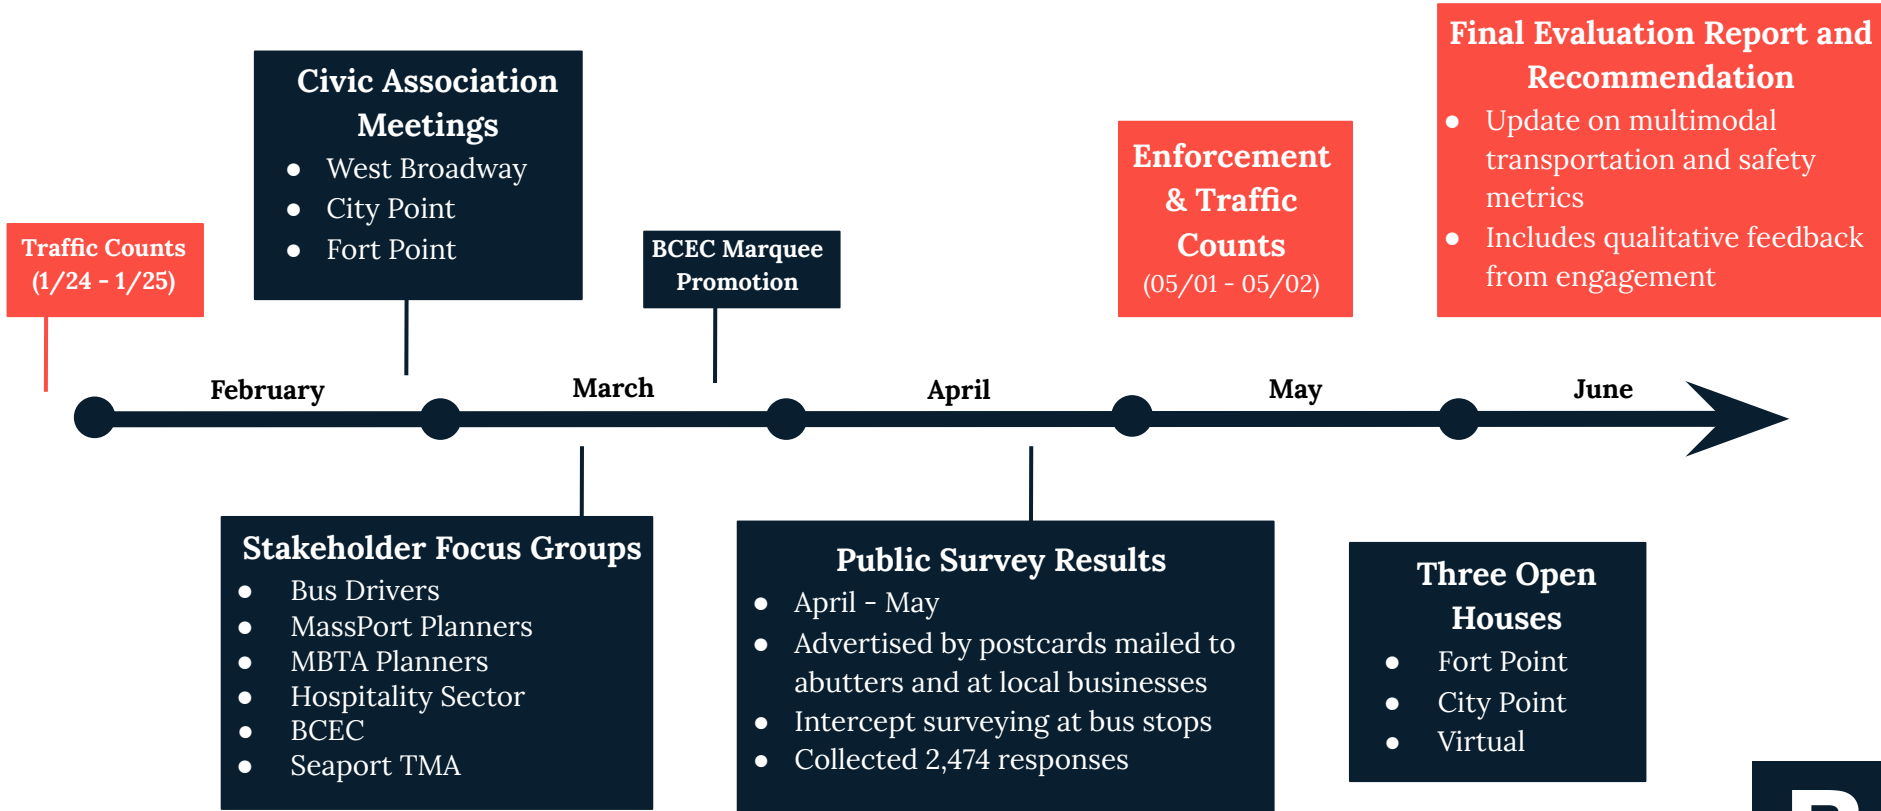 Final Evaluation Report and
Recommendation
● Update on multimodal
transportation and safety
metrics
● Includes qualitative feedback
from engagement
Civic Association
Meetings
● West Broadway
● City Point
● Fort Point
Enforcement
& Traffic
Counts
(05/01 - 05/02)
Traffic Counts
(1/24 - 1/25)
BCEC Marquee
Promotion
February
March
April
May
June
Stakeholder Focus Groups
● Bus Drivers
● MassPort Planners
● MBTA Planners
● Hospitality Sector
● BCEC
● Seaport TMA
Public Survey Results
● April - May
● Advertised by postcards mailed to
abutters and at local businesses
● Intercept surveying at bus stops
● Collected 2,474 responses
Three Open
Houses
● Fort Point
● City Point
● Virtual